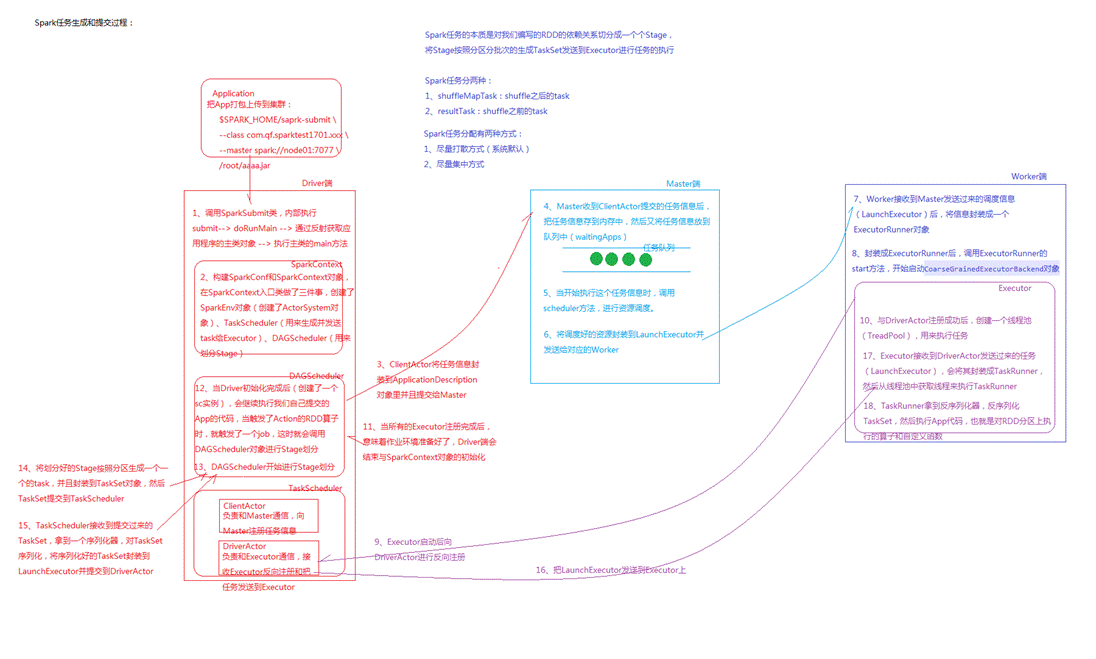 Spark任务生成和提交过程：
Spark任务的本质是对我们编写的RDD的依赖关系切分成一个个Stage，
将Stage按照分区分批次的生成TaskSet发送到Executor进行任务的执行
Spark任务分两种：
1、shuffleMapTask：shuffle之后的task
2、resultTask：shuffle之前的task
Spark任务分配有两种方式：
1、尽量打散方式（系统默认）
2、尽量集中方式
Application
把App打包上传到集群：
$SPARK_HOME/saprk-submit \
--class com.qf.sparktest1701.xxx \
--master spark://node01:7077 \
/root/aaaa.jar
Driver端
1、调用SparkSubmit类，内部执行
submit--> doRunMain --> 通过反射获取应
用程序的主类对象 --> 执行主类的main方法
SparkContext
2、构建SparkConf和SparkContext对象，
在SparkContext入口类做了三件事，创建了
SparkEnv对象（创建了ActorSystem对
象）、TaskScheduler（用来生成并发送
task给Executor）、DAGScheduler（用来
划分Stage）
3、ClientActor将任务信息封
装到ApplicationDescription
对象里并且提交给Master
Master端
4、Master收到ClientActor提交的任务信息后，
把任务信息存到内存中，然后又将任务信息放到
队列中（waitingApps）
任务队列
5、当开始执行这个任务信息时，调用
scheduler方法，进行资源调度。
6、将调度好的资源封装到LaunchExecutor并
发送给对应的Worker
Worker端
7、Worker接收到Master发送过来的调度信息
（LaunchExecutor）后，将信息封装成一个
ExecutorRunner对象
8、封装成ExecutorRunner后，调用ExecutorRunner的
start方法，开始启动CoarseGrainedExecutorBackend对象
Executor
10、与DriverActor注册成功后，创建一个线程池
（TreadPool），用来执行任务
17、Executor接收到DriverActor发送过来的任务
（LaunchExecutor），会将其封装成TaskRunner，
然后从线程池中获取线程来执行TaskRunner
18、TaskRunner拿到反序列化器，反序列化
TaskSet，然后执行App代码，也就是对RDD分区上执
行的算子和自定义函数
DAGScheduler
12、当Driver初始化完成后（创建了一个
sc实例），会继续执行我们自己提交的
App的代码，当触发了Action的RDD算子
时，就触发了一个job，这时就会调用
DAGScheduler对象进行Stage划分
13、DAGScheduler开始进行Stage划分
11、当所有的Executor注册完成后，
意味着作业环境准备好了，Driver端会
结束与SparkContext对象的初始化
14、将划分好的Stage按照分区生成一个一
个的task，并且封装到TaskSet对象，然后
TaskSet提交到TaskScheduler
15、TaskScheduler接收到提交过来的
TaskSet，拿到一个序列化器，对TaskSet
序列化，将序列化好的TaskSet封装到
LaunchExecutor并提交到DriverActor
TaskScheduler
ClientActor
负责和Master通信，向
Master注册任务信息
DriverActor
负责和Executor通信，接
收Executor反向注册和把
任务发送到Executor
9、Executor启动后向
DriverActor进行反向注册
16、把LaunchExecutor发送到Executor上